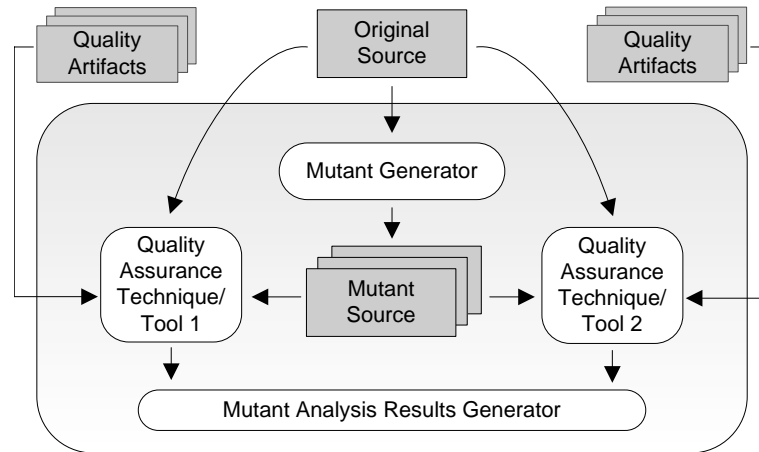 Quality
Artifacts
Original
Source
Quality
Artifacts
Mutant Generator
Quality
Assurance
Technique/
Tool 1
Mutant
Source
Quality
Assurance
Technique/
Tool 2
Mutant Analysis Results Generator